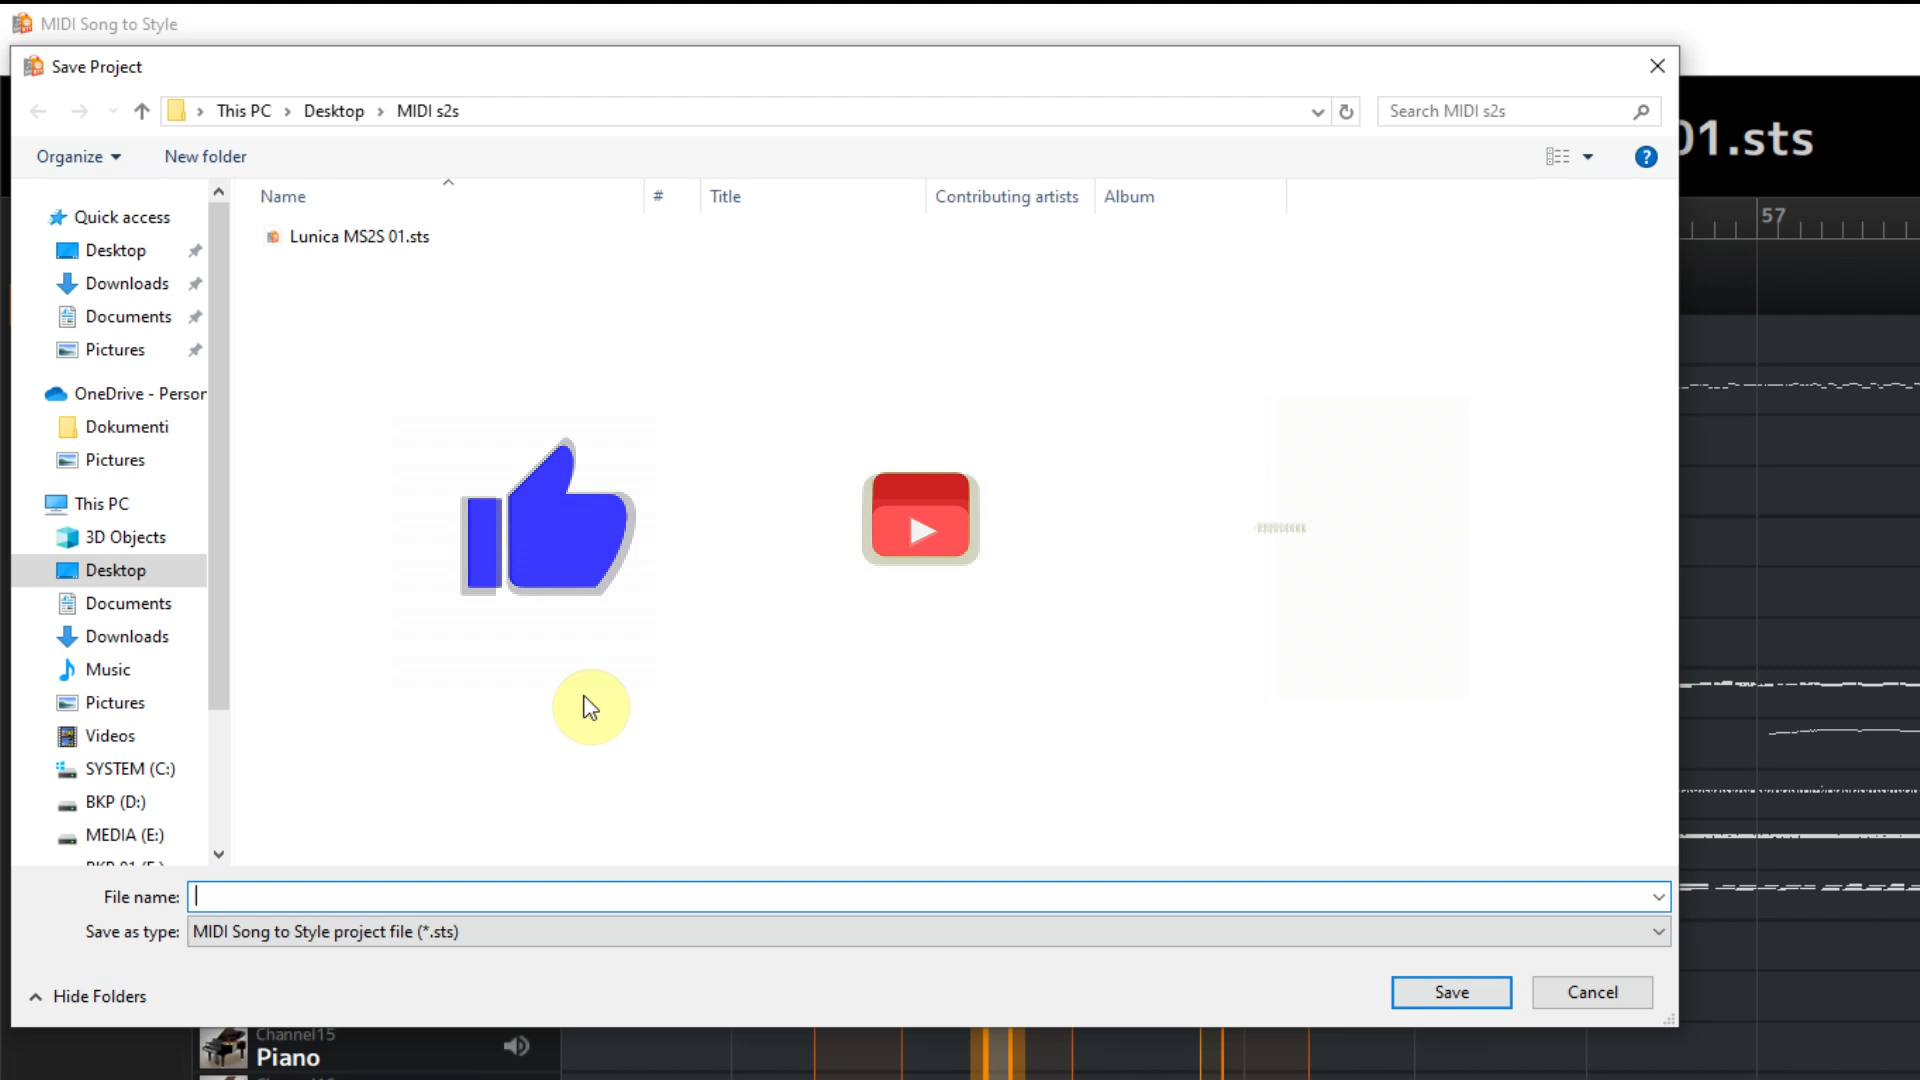 MIDI Song to Style
Save Project
This PC > Desktop > MIDI s2s
Search MIDI s2s
01.sts
Organize
New folder
?
57
Name
#
Title
Contributing artists
Album
Quick access
Desktop
Downloads
Documents
Pictures
OneDrive - Person
Dokumenti
Pictures
This PC
3D Objects
Desktop
Documents
Downloads
Music
Pictures
Videos
SYSTEM (C:)
BKP (D:)
MEDIA (E:)
Lunica MS2S 01.sts
File name:
Save as type: MIDI Song to Style project file (*.sts)
Hide Folders
Save
Cancel
Channel15
Piano